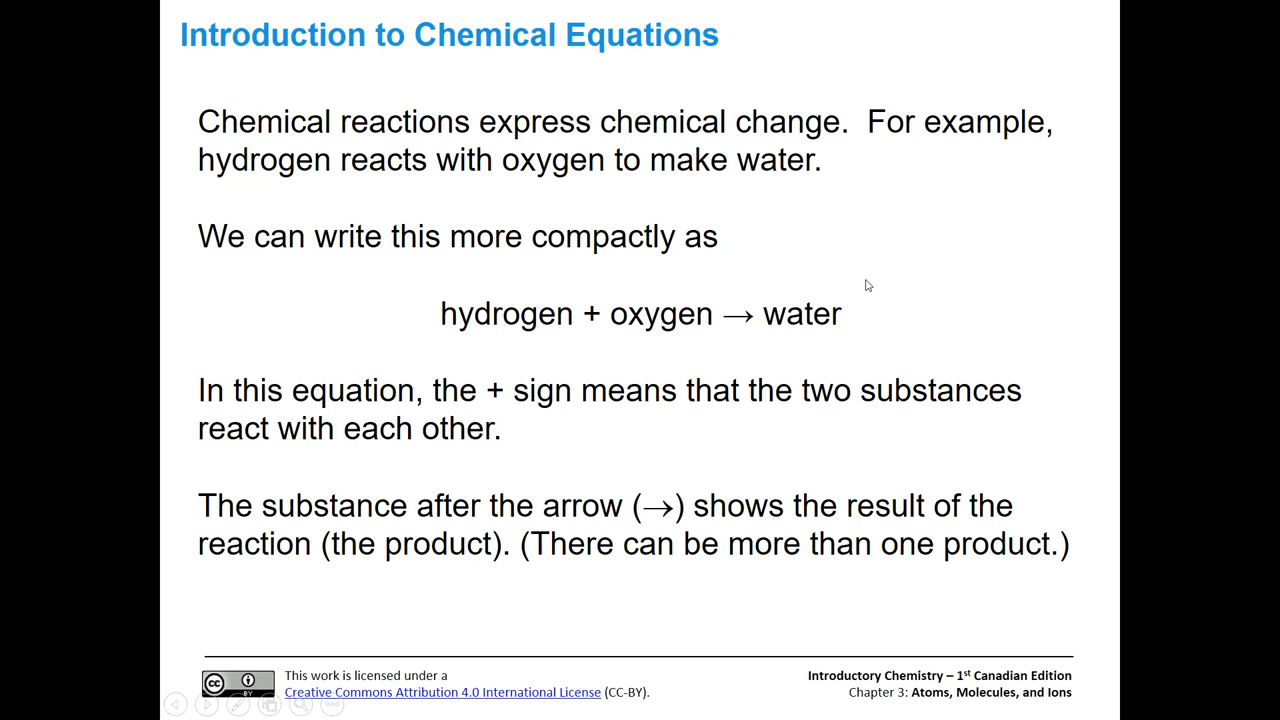 Introduction to Chemical Equations
Chemical reactions express chemical change. For example,
hydrogen reacts with oxygen to make water.
We can write this more compactly as
hydrogen + oxygen → water
In this equation, the + sign means that the two substances
react with each other.
The substance after the arrow (→) shows the result of the
reaction (the product). (There can be more than one product.)
cc BY
This work is licensed under a
Creative Commons Attribution 4.0 International License (CC-BY).
Introductory Chemistry – 1st Canadian Edition
Chapter 3: Atoms, Molecules, and Ions